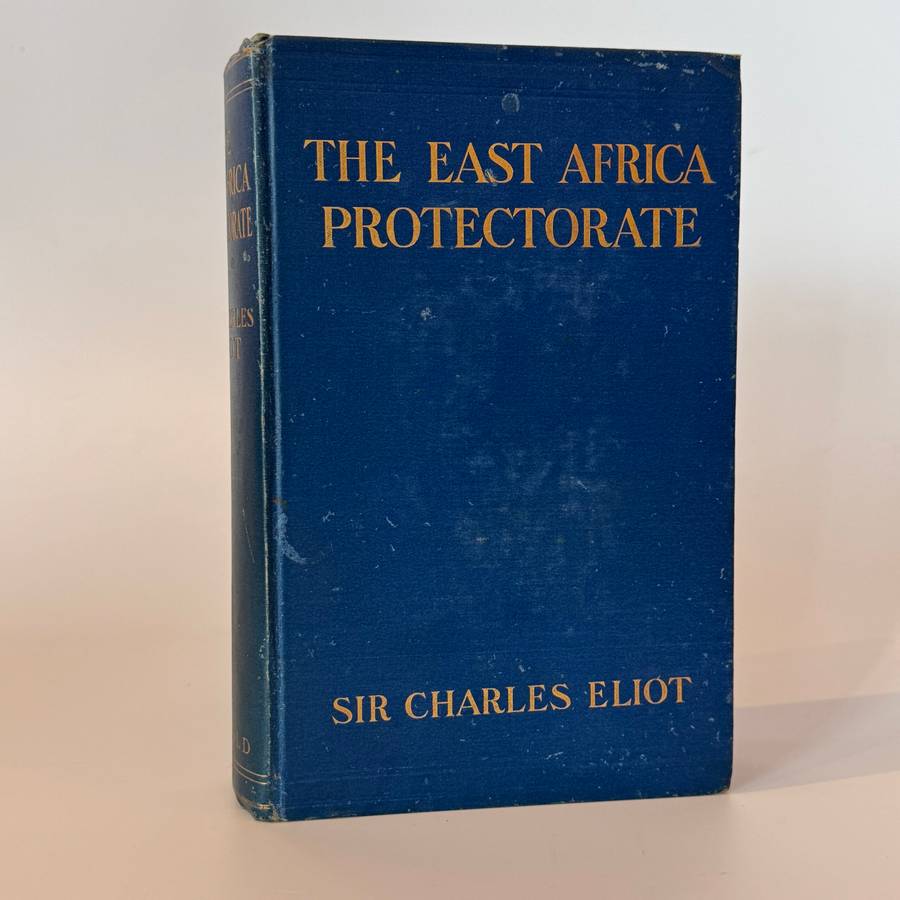 THE EAST AFRICA
PROTECTORATE
SIR CHARLES ELIOT